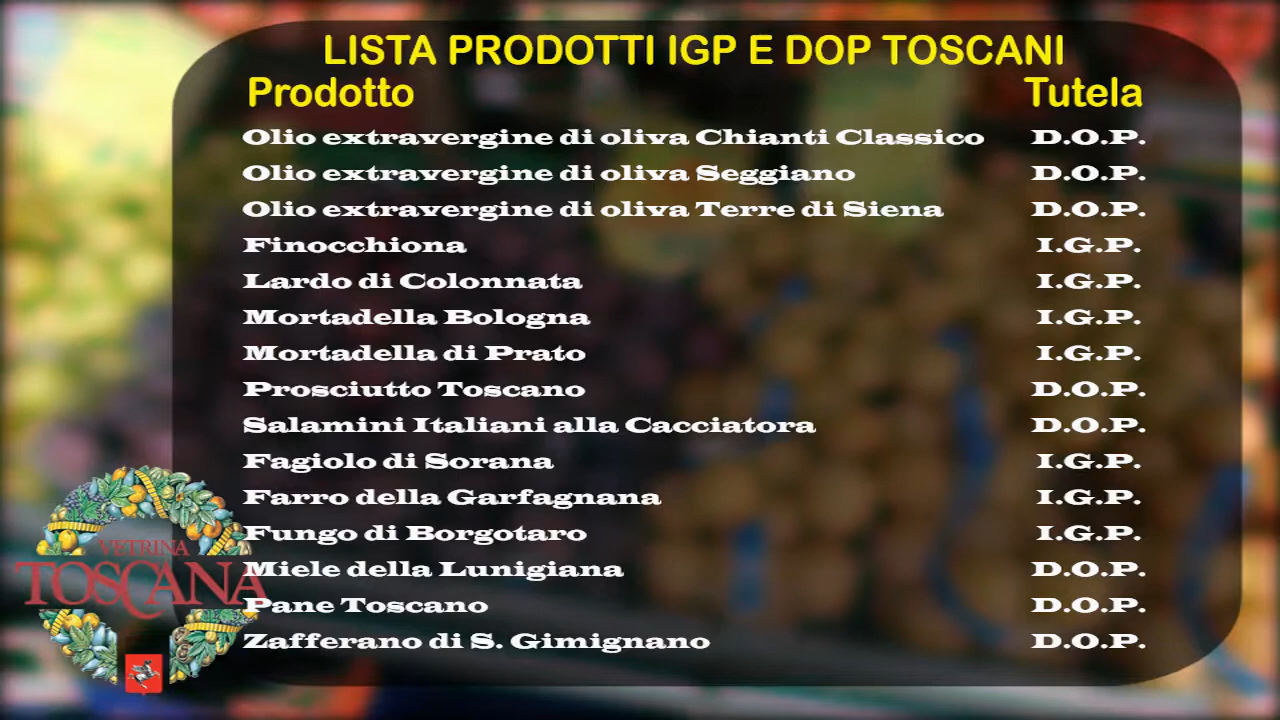 LISTA PRODOTTI IGP E DOP TOSCANI
Prodotto Tutela
Olio extravergine di oliva Chianti Classico D.O.P.
Olio extravergine di oliva Seggiano D.O.P.
Olio extravergine di oliva Terre di Siena D.O.P.
Finocchiona I.G.P.
Lardo di Colonnata I.G.P.
Mortadella Bologna I.G.P.
Mortadella di Prato I.G.P.
Prosciutto Toscano D.O.P.
Salamini Italiani alla Cacciatora D.O.P.
Fagiolo di Sorana I.G.P.
Farro della Garfagnana I.G.P.
Fungo di Borgotaro I.G.P.
Miele della Lunigiana D.O.P.
Pane Toscano D.O.P.
Zafferano di S. Gimignano D.O.P.
VETRINA
TOSCANA